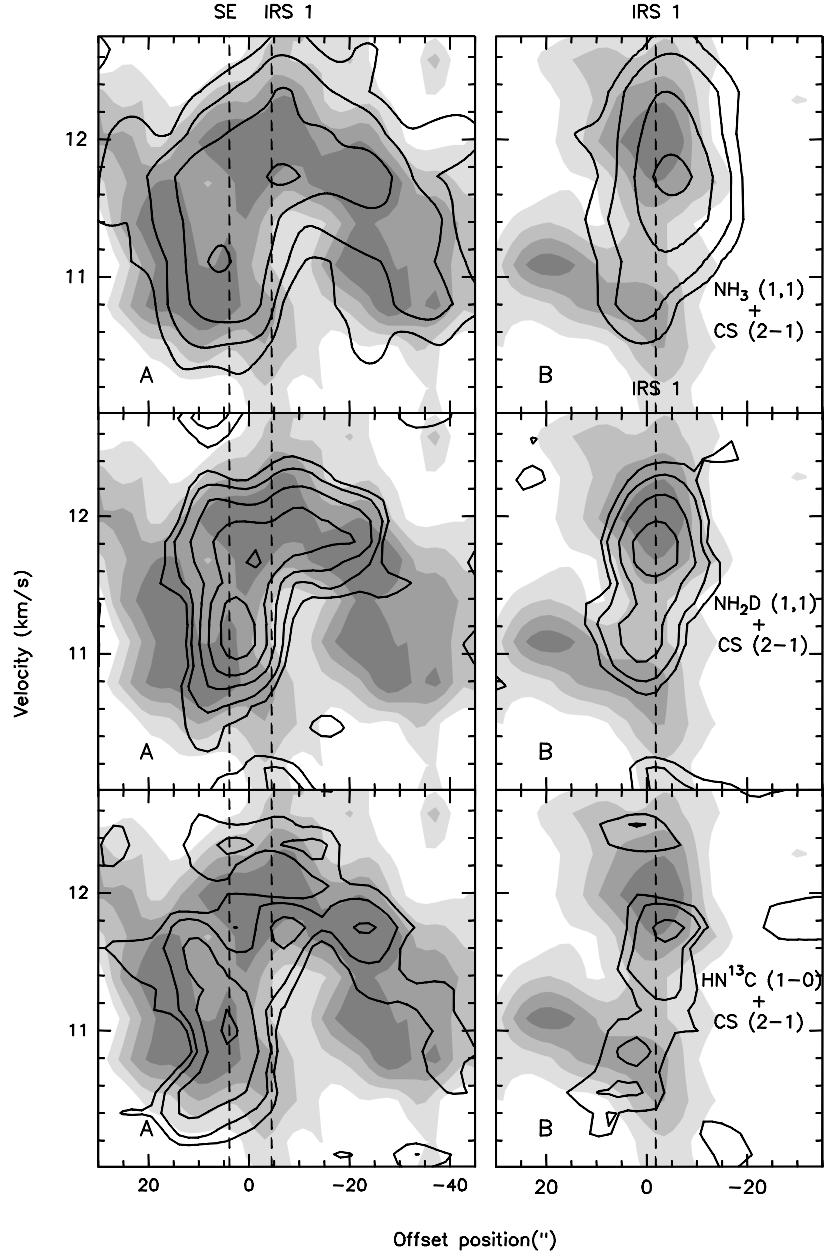 SE IRS 1 IRS 1
12 11
A
B
NH₃ (1,1)
+
CS (2-1)
IRS 1
12 11
A
B
NH₂D (1,1)
+
CS (2-1)
Velocity (km/s)
12 11
A
B
HN¹³C (1-0)
+
CS (2-1)
20 0 -20 -40 20 0 -20
Offset position(")